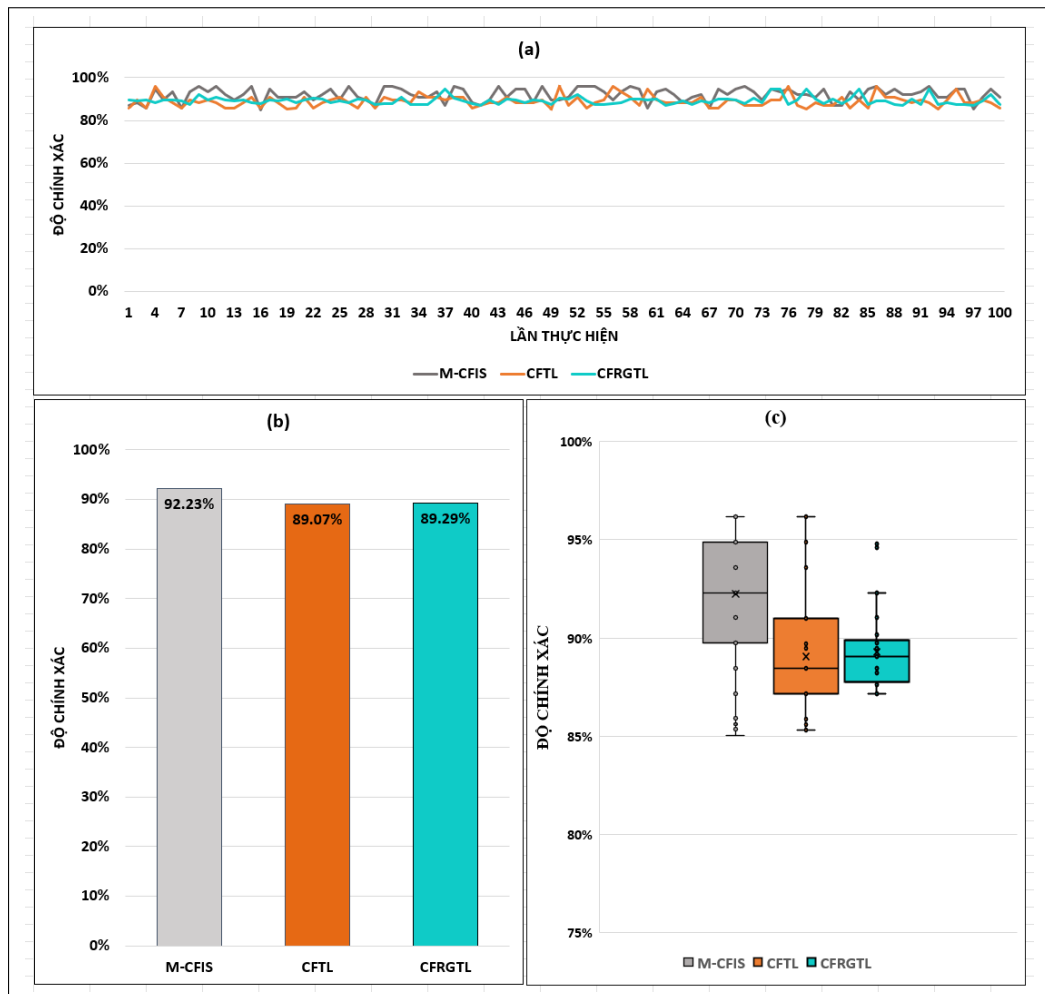 (a)
ĐỘ CHÍNH XÁC
100%
80%
60%
40%
20%
0%
1 4 7 10 13 16 19 22 25 28 31 34 37 40 43 46 49 52 55 58 61 64 67 70 73 76 79 82 85 88 91 94 97 100
LẦN THỰC HIỆN
M-CFIS CFTL CFRGTL
(b)
ĐỘ CHÍNH XÁC
100%
90%
80%
70%
60%
50%
40%
30%
20%
10%
0%
92.23% 89.07% 89.29%
M-CFIS CFTL CFRGTL
(c)
ĐỘ CHÍNH XÁC
100%
95%
90%
85%
80%
75%
M-CFIS CFTL CFRGTL